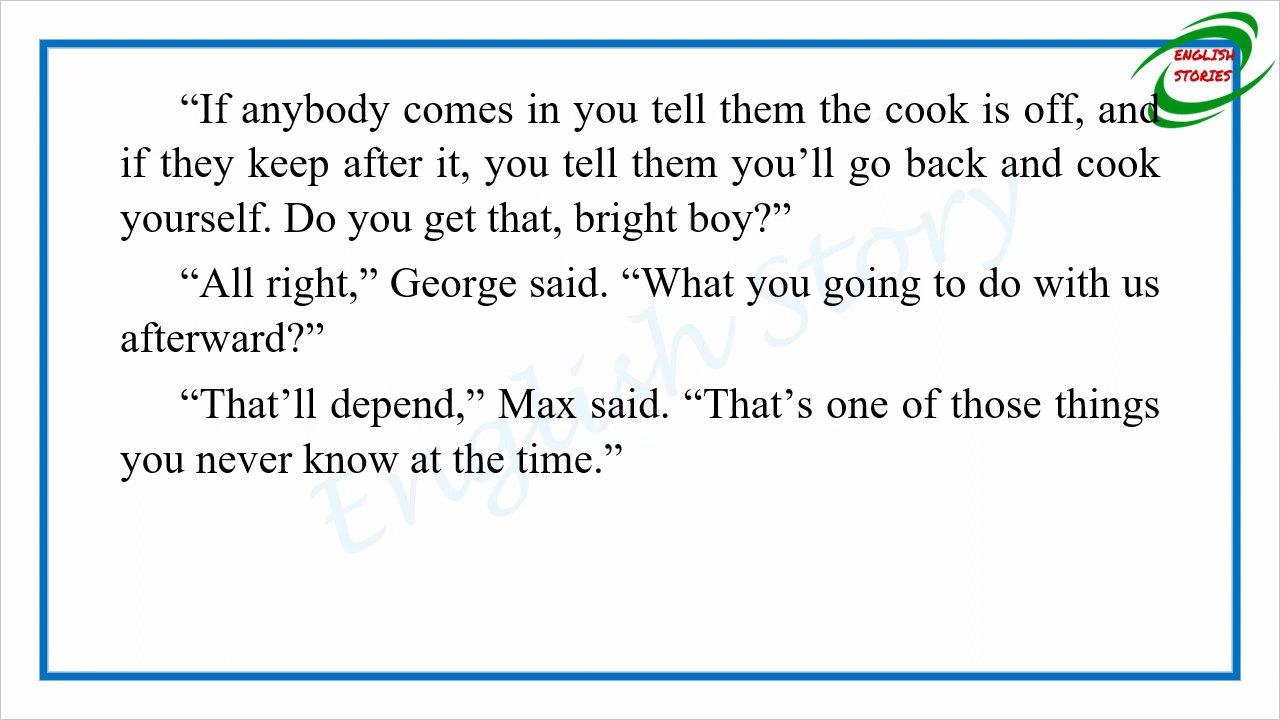 ENGLISH
STORIES
“If anybody comes in you tell them the cook is off, and
if they keep after it, you tell them you’ll go back and cook
yourself. Do you get that, bright boy?”
“All right,” George said. “What you going to do with us
afterward?”
“That’ll depend,” Max said. “That’s one of those things
you never know at the time.”
English Story